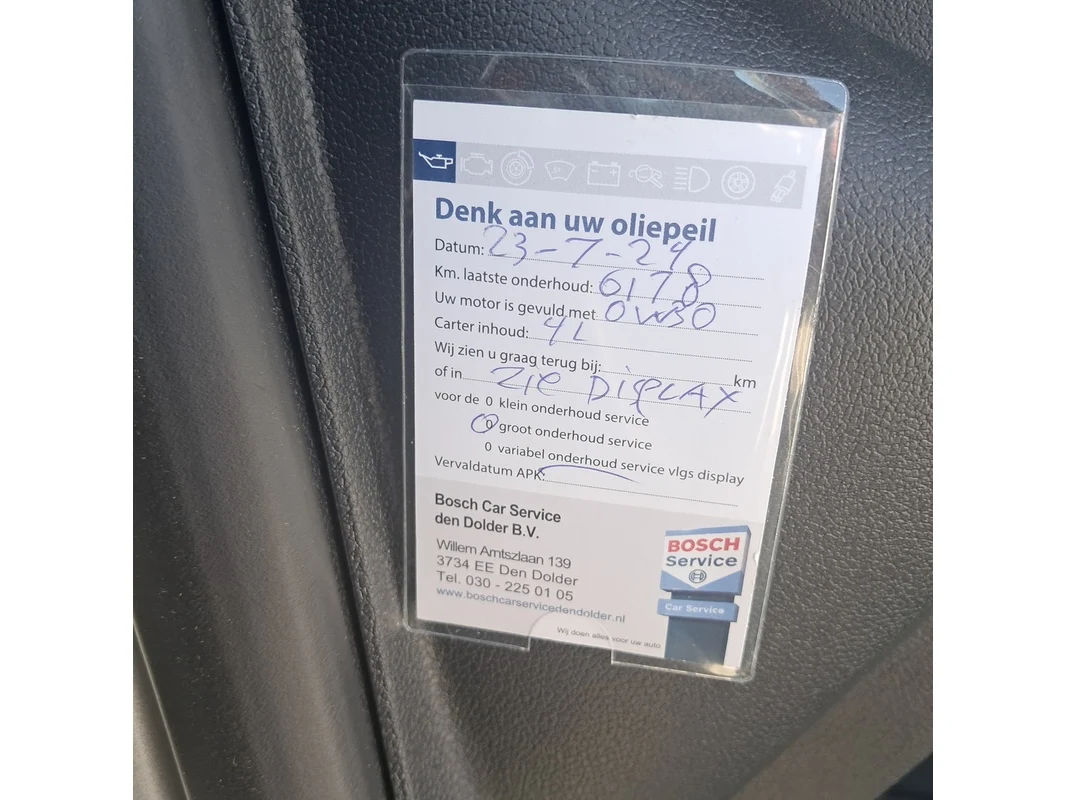 Denk aan uw oliepeil
Datum: 23-7-24
Km. laatste onderhoud: 6178
Uw motor is gevuld met 0W30
Carter inhoud: 4L
Wij zien u graag terug bij: km
of in ZIE DISPLAY
voor de 0 klein onderhoud service
0 groot onderhoud service
0 variabel onderhoud service vlgs display
Vervaldatum APK:
Bosch Car Service
den Dolder B.V.
Willem Arntszlaan 139
3734 EE Den Dolder
Tel. 030 - 225 01 05
www.boschcarservicedendolder.nl
Wij doen alles voor uw auto
BOSCH
Service
Car Service